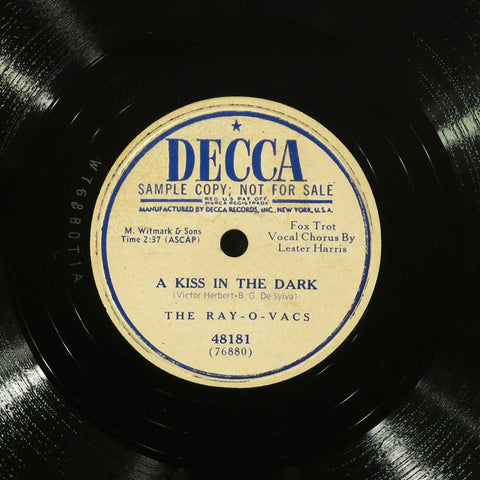 DECCA
SAMPLE COPY; NOT FOR SALE
REG. U.S. PAT. OFF.
MARCA REGISTRADA
MANUFACTURED BY DECCA RECORDS, INC., NEW YORK, U.S.A.
M. Witmark & Sons
Time 2:37 (ASCAP)
Fox Trot
Vocal Chorus By
Lester Harris
A KISS IN THE DARK
(Victor Herbert-B. G. De Sylva)
THE RAY-O-VACS
48181
(76880)
W76880T1A